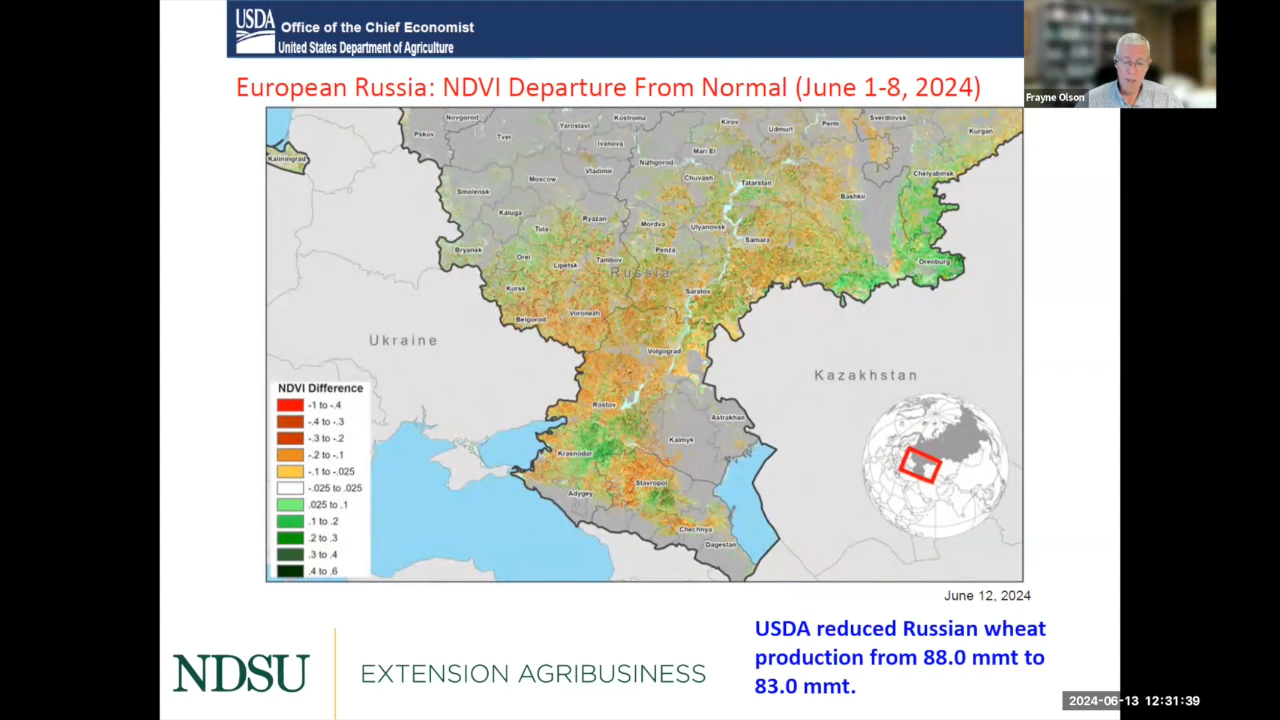 USDA
Office of the Chief Economist
United States Department of Agriculture
Frayne Olson
European Russia: NDVI Departure From Normal (June 1-8, 2024)
Novgorod
Kostroma
Kirov
Sverdlovsk
Pskov
Tver
Yaroslavl
Udmurt
Perm
Kurgan
Ivanova
Kaliningrad
Vladimir
Nizhgorod
Mari El
Moscow
Chuvash
Tatarstan
Chelyabinsk
Smolensk
Bashkir
Kaluga
Ryazan
Tula
Mordva
Ulyanovsk
Samara
Bryansk
Orel
Lipetsk
Tambov
Penza
Orenburg
Russia
Kursk
Saratov
Belgorod
Voronezh
Ukraine
Volgograd
Kazakhstan
NDVI Difference
-1 to -.4
-.4 to -.3
-.3 to -.2
-.2 to -.1
-.1 to -.025
-.025 to .025
.025 to .1
.1 to .2
.2 to .3
.3 to .4
.4 to .6
Rostov
Astrakhan
Kalmyk
Krasnodar
Stavropol
Adygey
Chechnya
Dagestan
June 12, 2024
USDA reduced Russian wheat
production from 88.0 mmt to
83.0 mmt.
NDSU
EXTENSION AGRIBUSINESS
2024-06-13 12:31:39